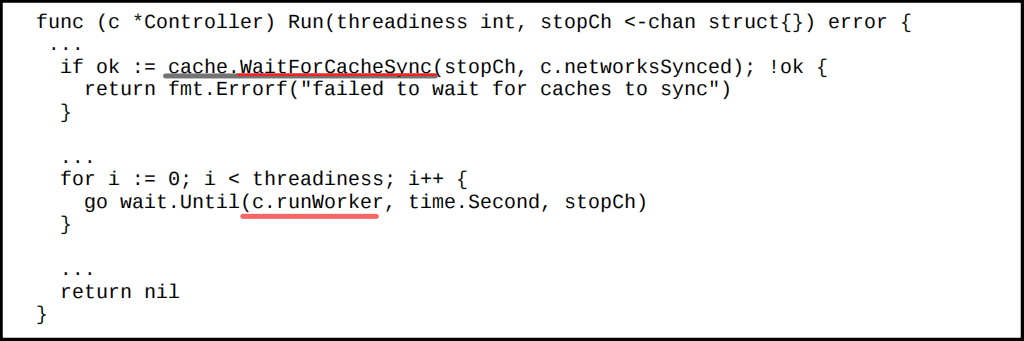 func (c *Controller) Run(threadiness int, stopCh <-chan struct{}) error {
...
if ok := cache.WaitForCacheSync(stopCh, c.networksSynced); !ok {
return fmt.Errorf("failed to wait for caches to sync")
}
...
for i := 0; i < threadiness; i++ {
go wait.Until(c.runWorker, time.Second, stopCh)
}
...
return nil
}